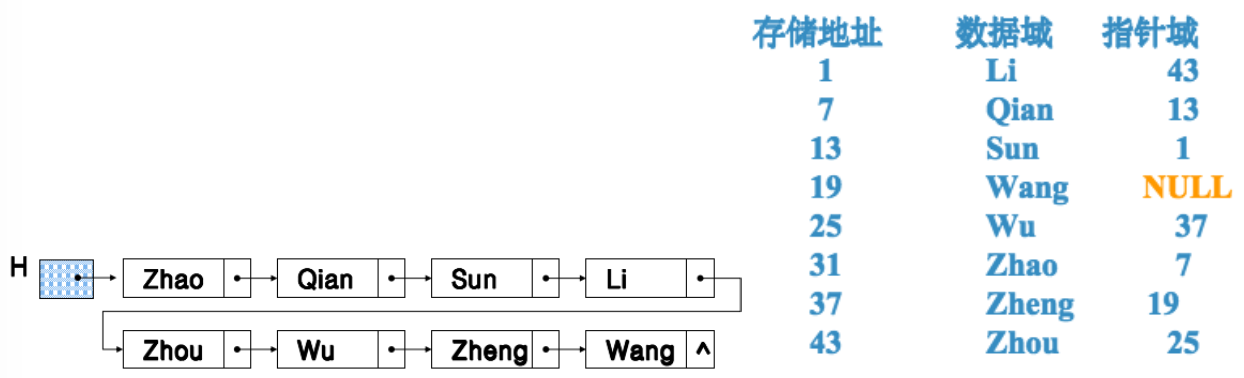 存储地址 数据域 指针域
1 Li 43
7 Qian 13
13 Sun 1
19 Wang NULL
25 Wu 37
31 Zhao 7
37 Zheng 19
43 Zhou 25
H Zhao Qian Sun Li
Zhou Wu Zheng Wang ∧